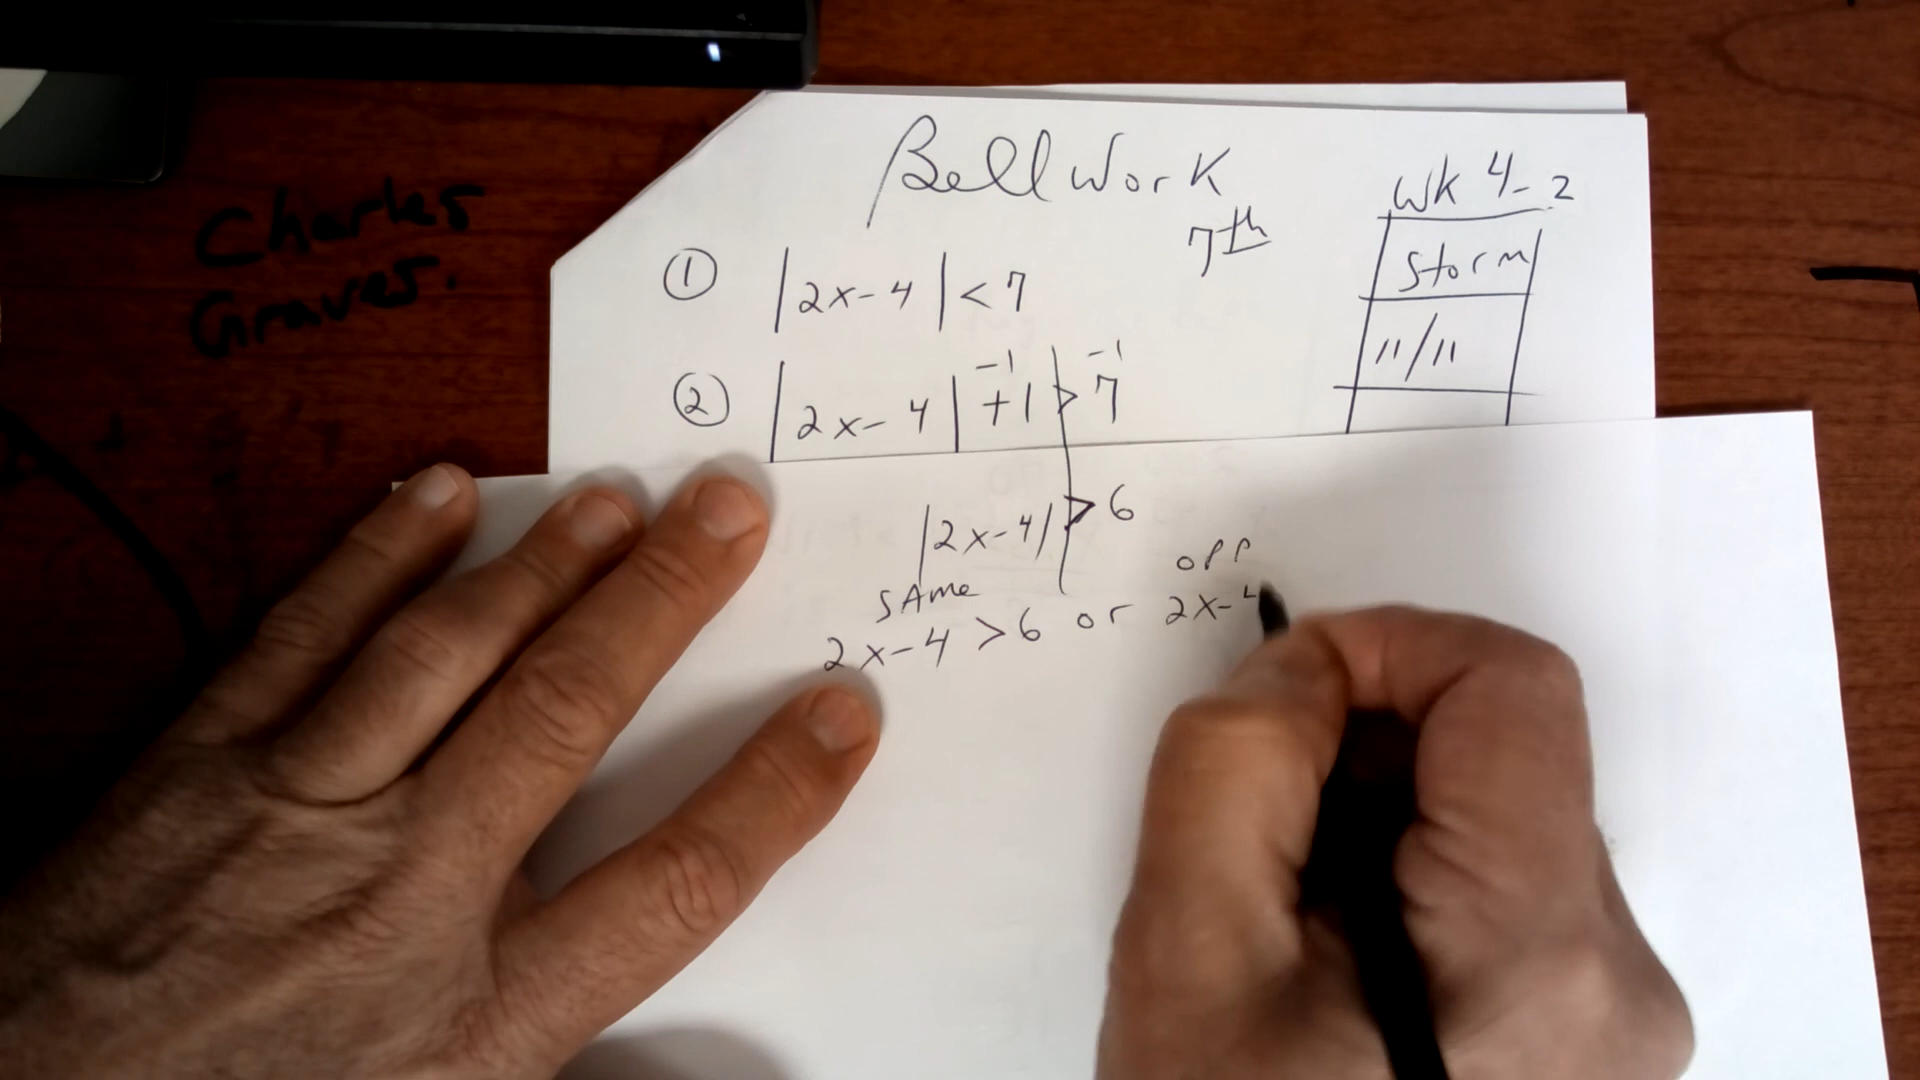 Charles
Graves.
Bell Work
7th
Wk 4-2
Storm
11/11
① |2x-4| < 7
-1 -1
② |2x-4| +1 > 7
|2x-4| > 6
SAme opp
2x-4 > 6 or 2x-4